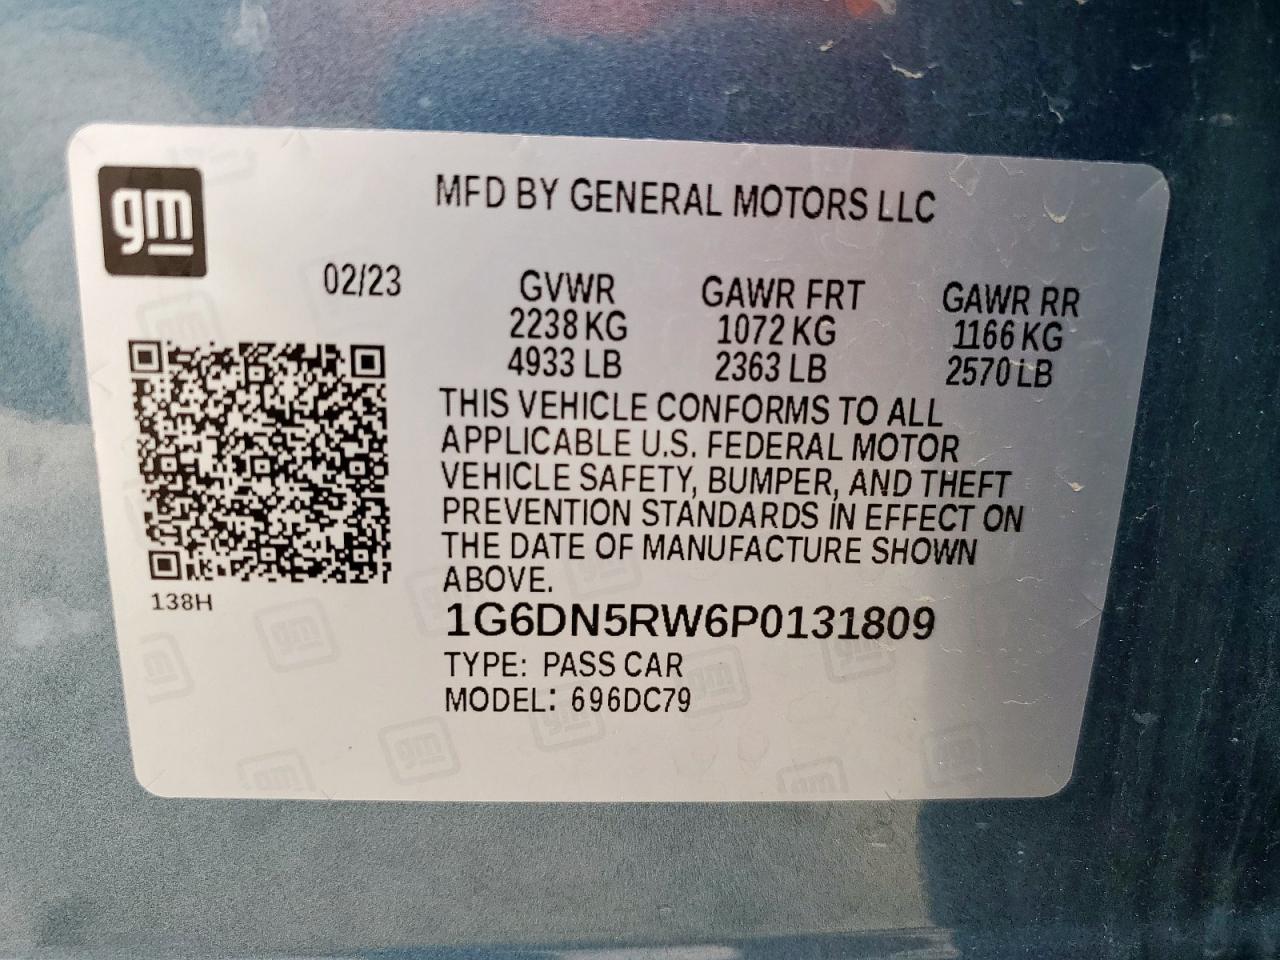 gm
MFD BY GENERAL MOTORS LLC
02/23
GVWR GAWR FRT GAWR RR
2238 KG 1072 KG 1166 KG
4933 LB 2363 LB 2570 LB
THIS VEHICLE CONFORMS TO ALL
APPLICABLE U.S. FEDERAL MOTOR
VEHICLE SAFETY, BUMPER, AND THEFT
PREVENTION STANDARDS IN EFFECT ON
THE DATE OF MANUFACTURE SHOWN
ABOVE.
138H
1G6DN5RW6P0131809
TYPE: PASS CAR
MODEL: 696DC79